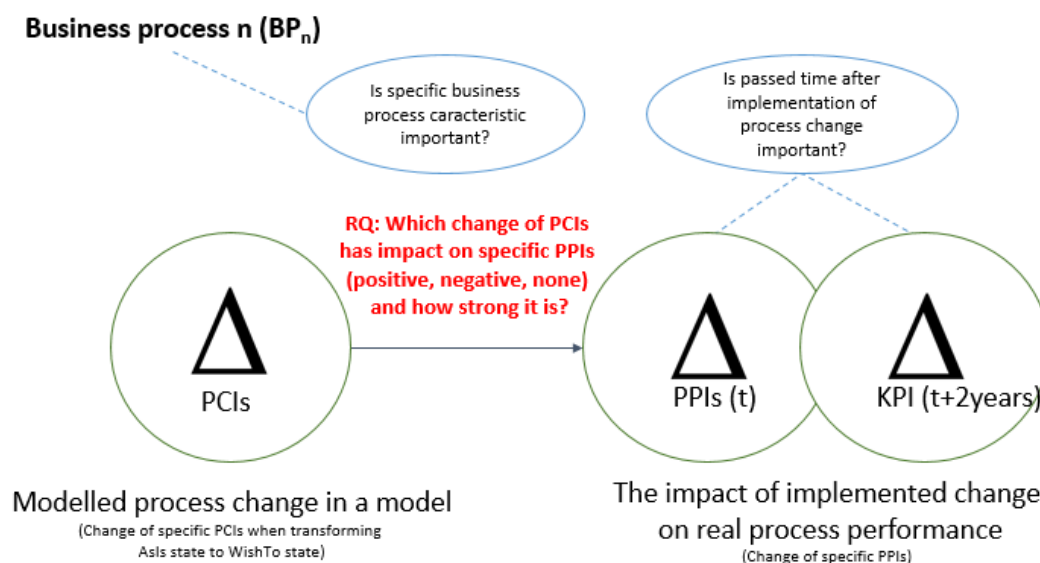 Business process n (BPn)
Is specific business
process caracteristic
important?
Is passed time after
implementation of
process change
important?
RQ: Which change of PCIs
has impact on specific PPIs
(positive, negative, none)
and how strong it is?
Δ
PCIs
Δ
PPIs (t)
Δ
KPI (t+2years)
Modelled process change in a model
(Change of specific PCIs when transforming
AsIs state to WishTo state)
The impact of implemented change
on real process performance
(Change of specific PPIs)